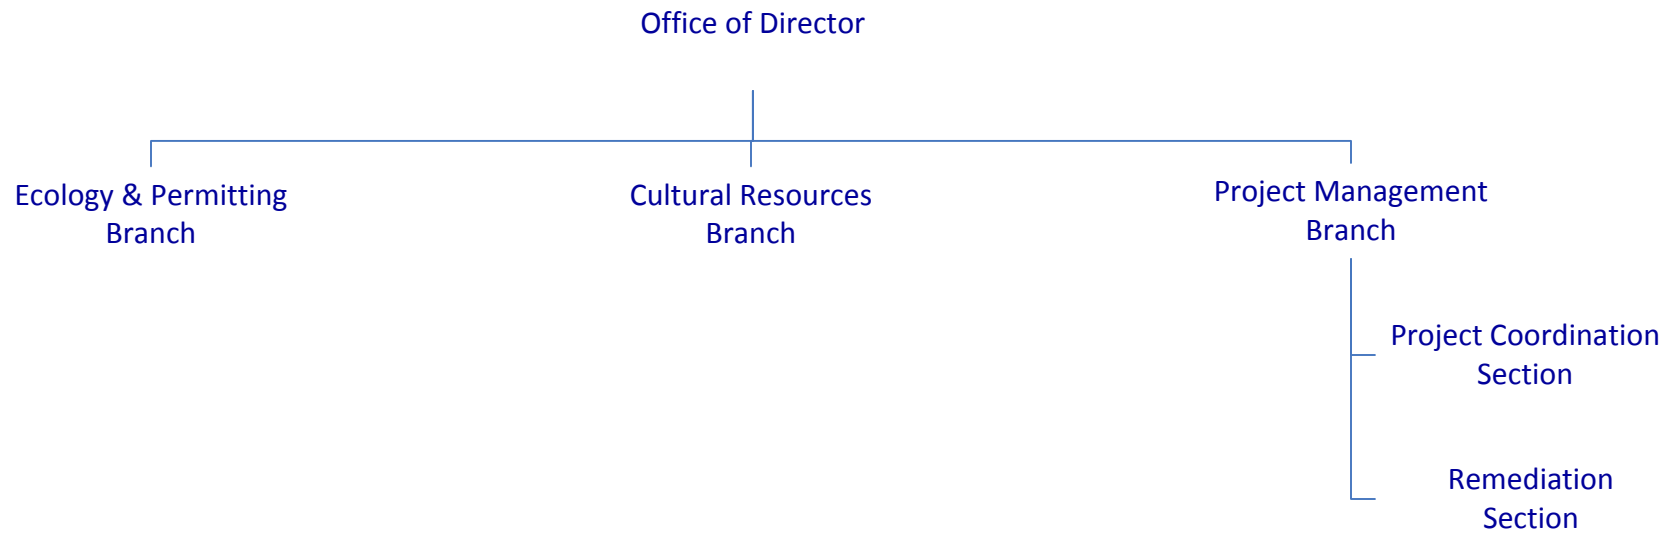 Office of Director
Ecology & Permitting
Branch
Cultural Resources
Branch
Project Management
Branch
Project Coordination
Section
Remediation
Section